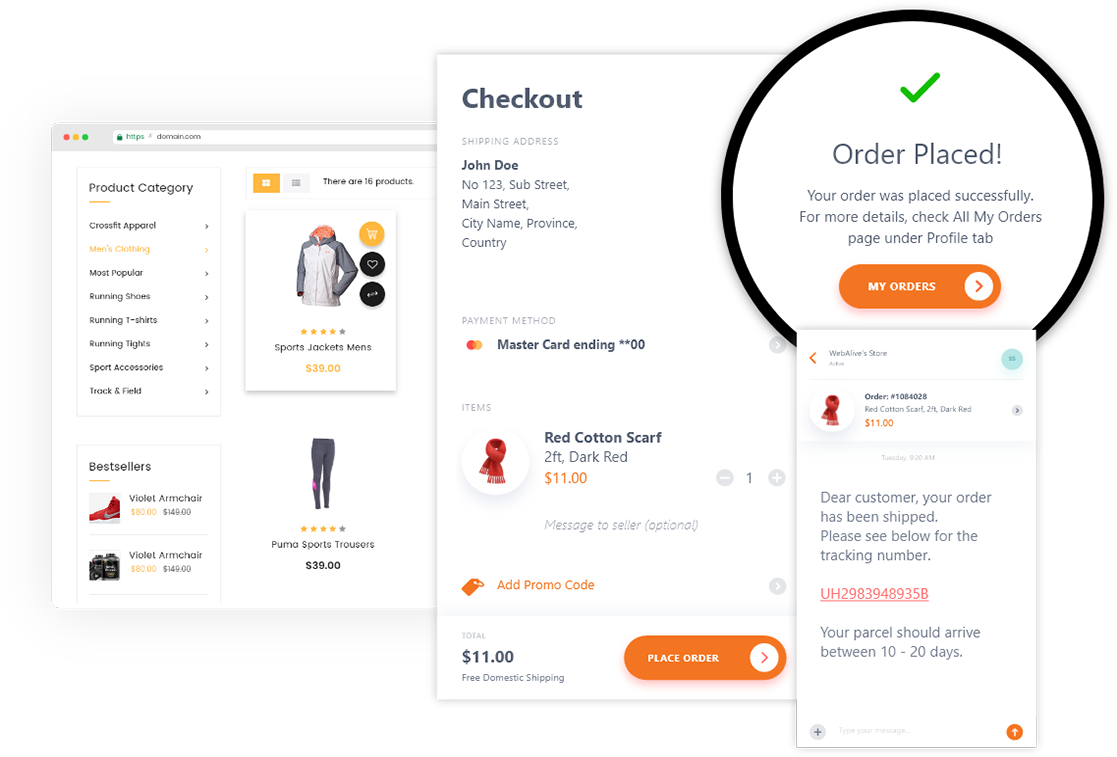 https
domain.com
Product Category
Crossfit Apparel
Men's Clothing
Most Popular
Running Shoes
Running T-shirts
Running Tights
Sport Accessories
Track & Field
Bestsellers
Violet Armchair
$80.00 $149.00
Violet Armchair
$80.00 $149.00
There are 16 products.
Sports Jackets Mens
$39.00
Puma Sports Trousers
$39.00
Checkout
SHIPPING ADDRESS
John Doe
No 123, Sub Street,
Main Street,
City Name, Province,
Country
PAYMENT METHOD
Master Card ending **00
ITEMS
Red Cotton Scarf
2ft, Dark Red
$11.00
1
Message to seller (optional)
Add Promo Code
TOTAL
$11.00
Free Domestic Shipping
PLACE ORDER
Order Placed!
Your order was placed successfully.
For more details, check All My Orders
page under Profile tab
MY ORDERS
WebAlive's Store
Active
SS
Order: #1084028
Red Cotton Scarf, 2ft, Dark Red
$11.00
Tuesday, 9:20 AM
Dear customer, your order
has been shipped.
Please see below for the
tracking number.
UH2983948935B
Your parcel should arrive
between 10 - 20 days.
Type your message...